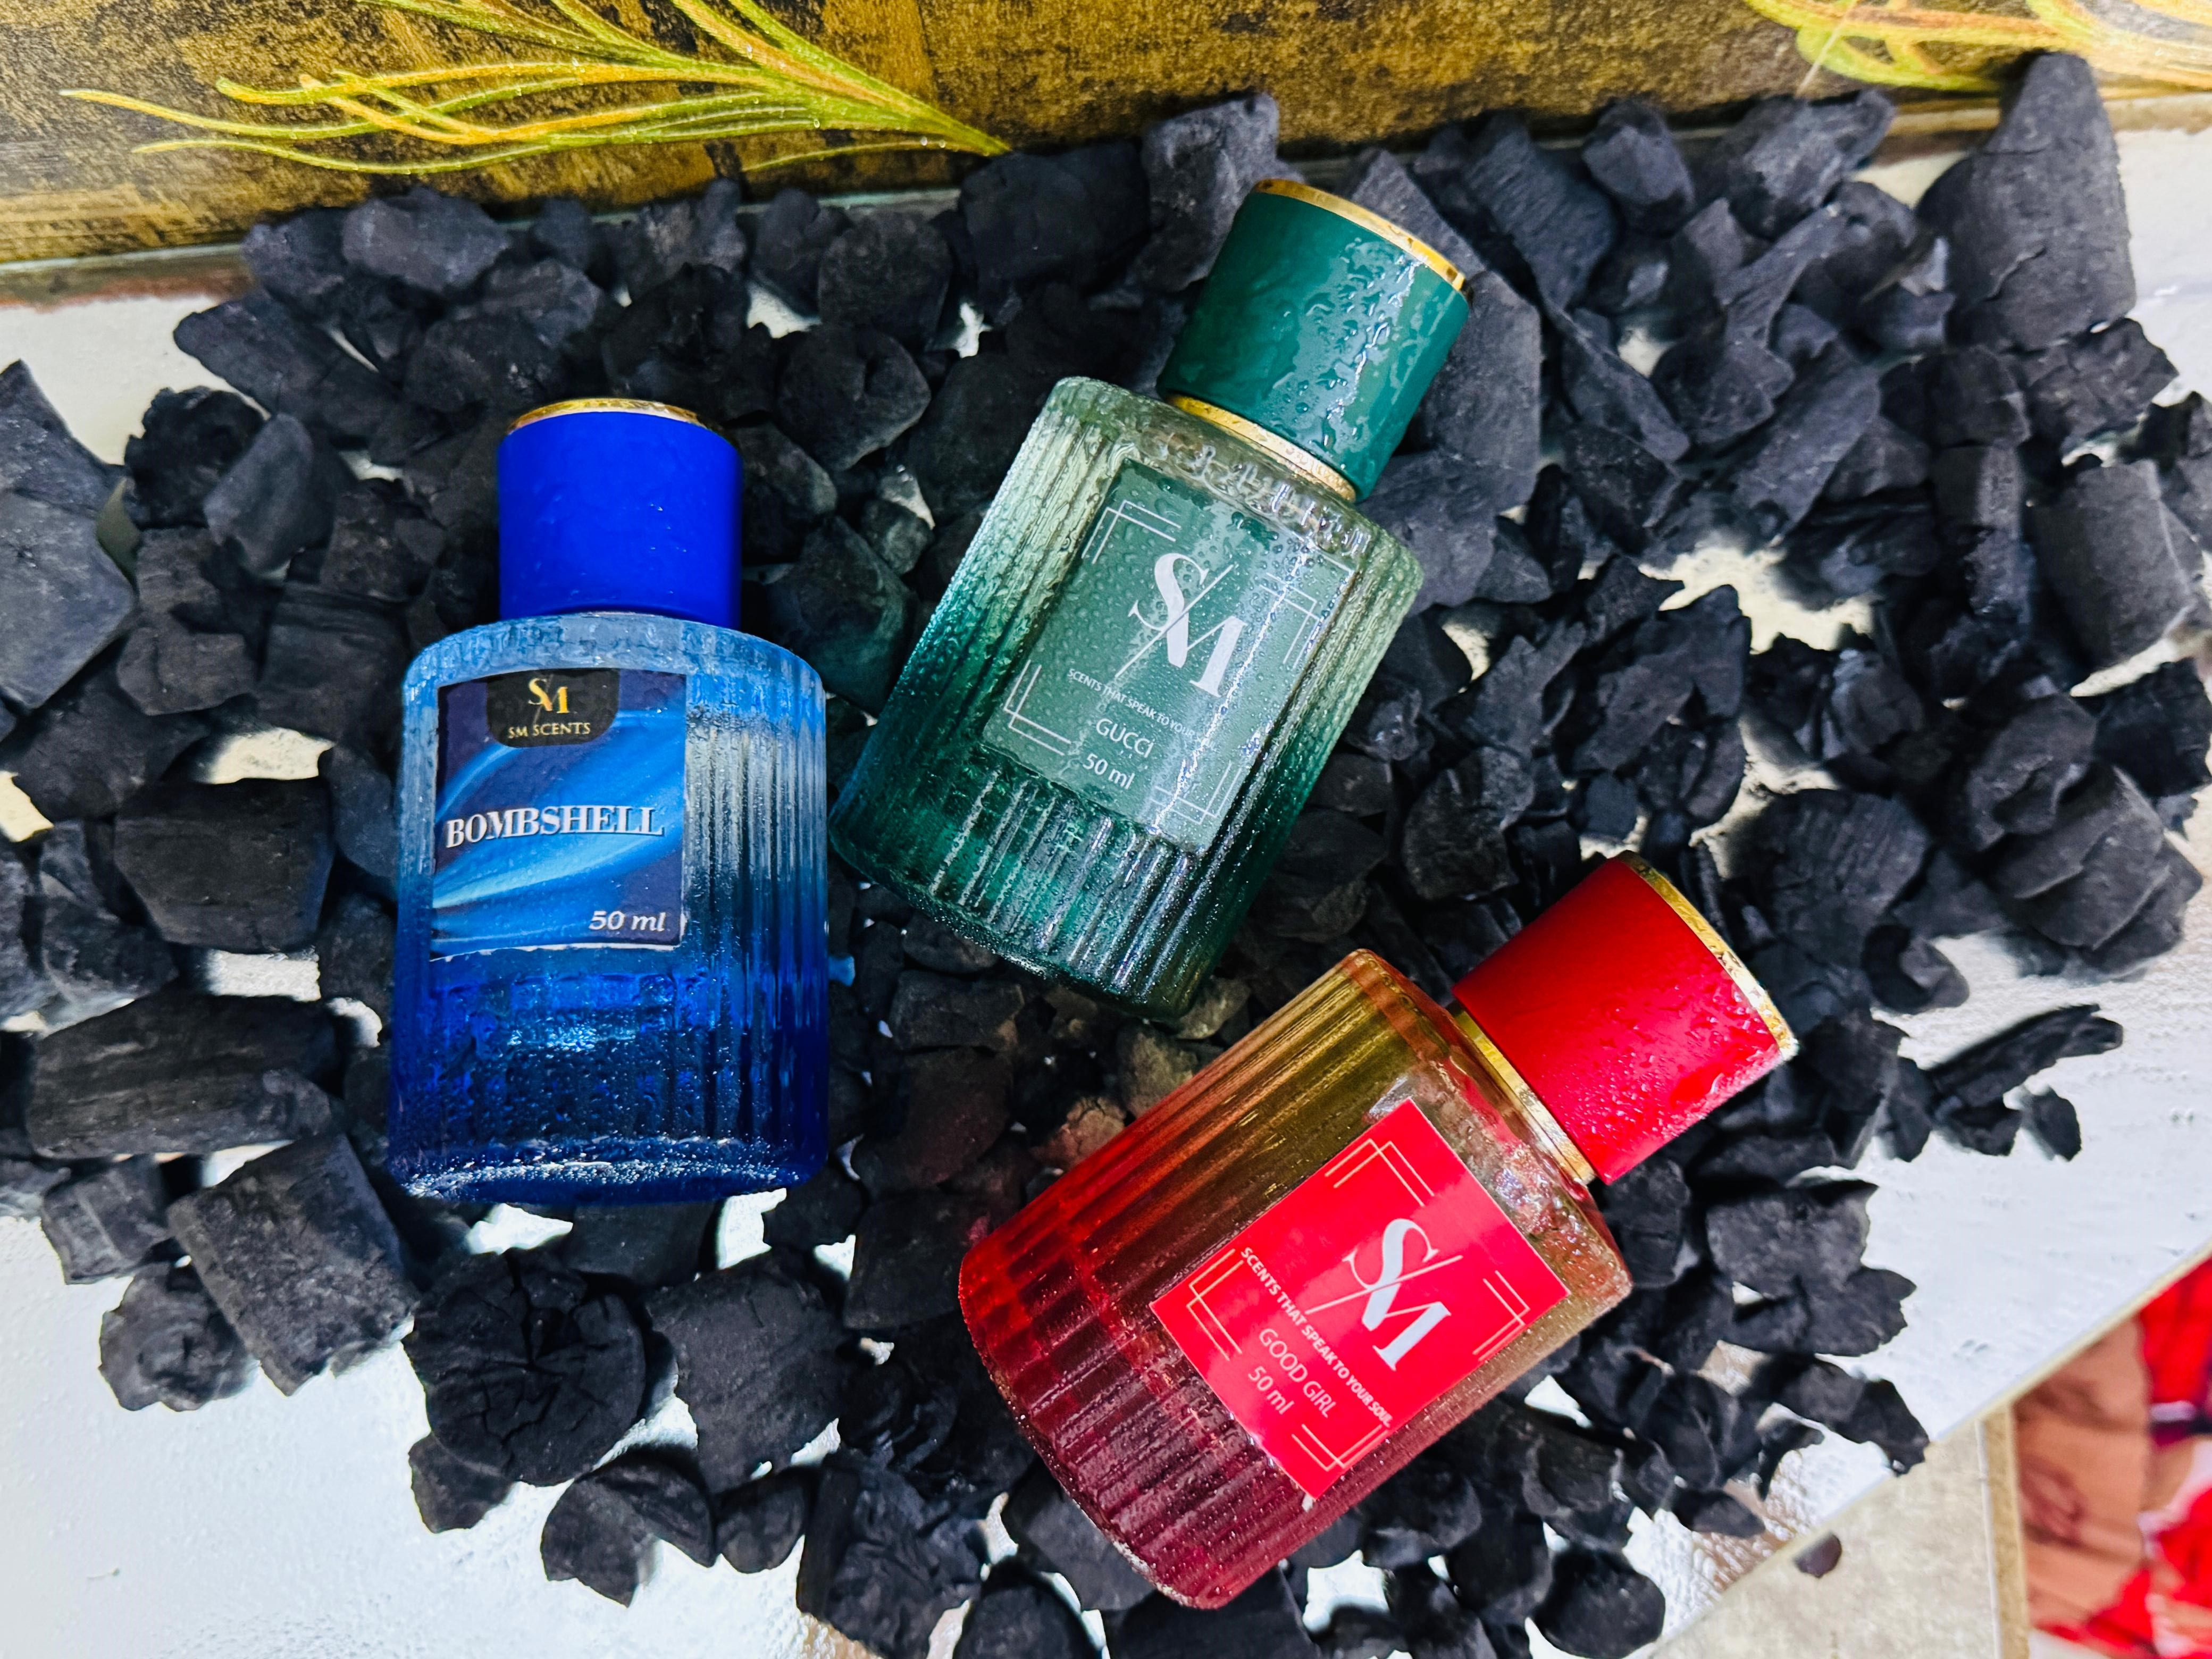 SM
SM SCENTS
BOMBSHELL
50 ml
SM
SCENTS THAT SPEAK TO YOUR
GUCCI
50 ml
SM
SCENTS THAT SPEAK TO YOUR SOUL
GOOD GIRL
50 ml